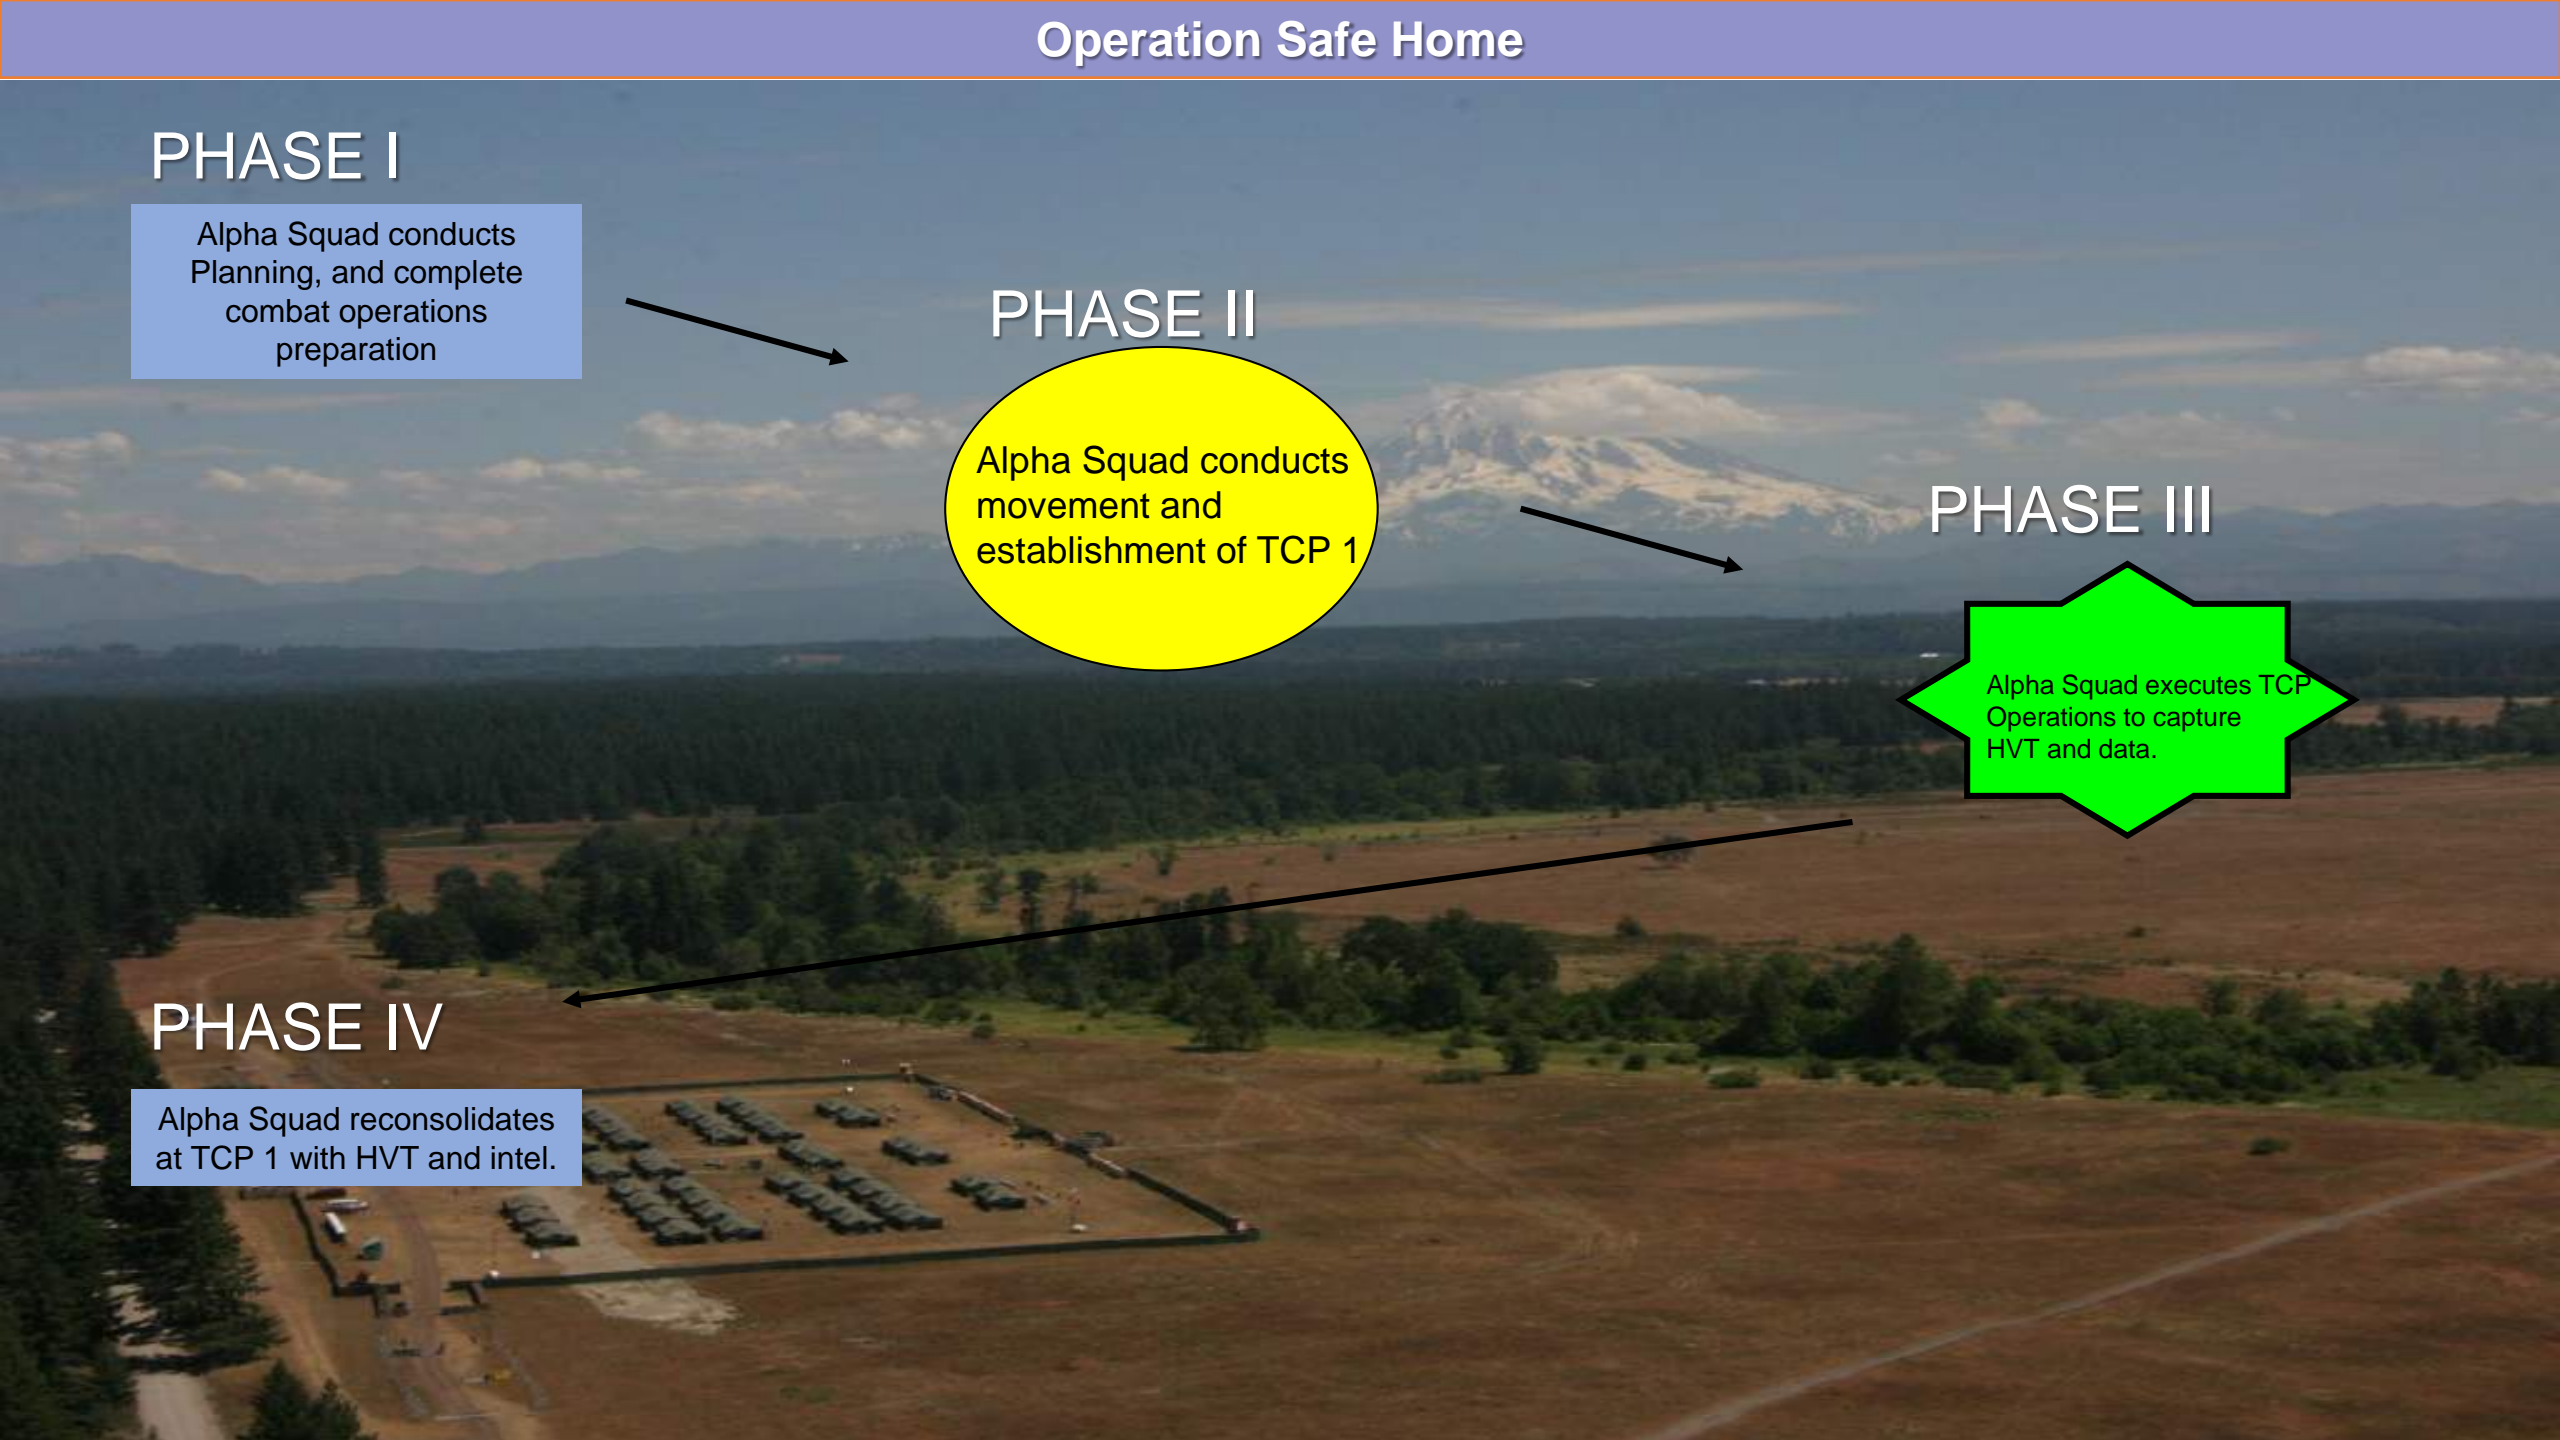 Operation Safe Home
PHASE I
Alpha Squad conducts
Planning, and complete
combat operations
preparation
PHASE II
Alpha Squad conducts
movement and
establishment of TCP 1
PHASE III
Alpha Squad executes TCP
Operations to capture
HVT and data.
PHASE IV
Alpha Squad reconsolidates
at TCP 1 with HVT and intel.